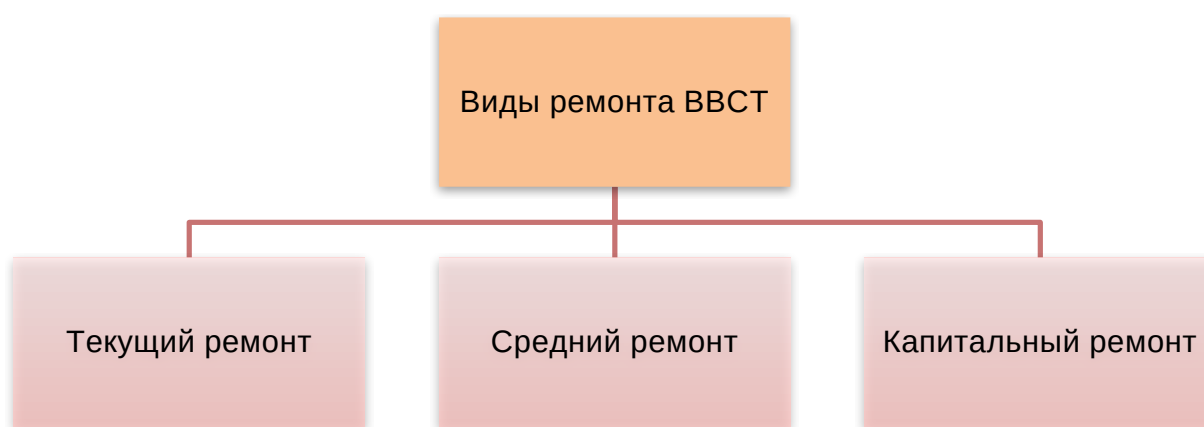 Виды ремонта ВВСТ
Текущий ремонт
Средний ремонт
Капитальный ремонт